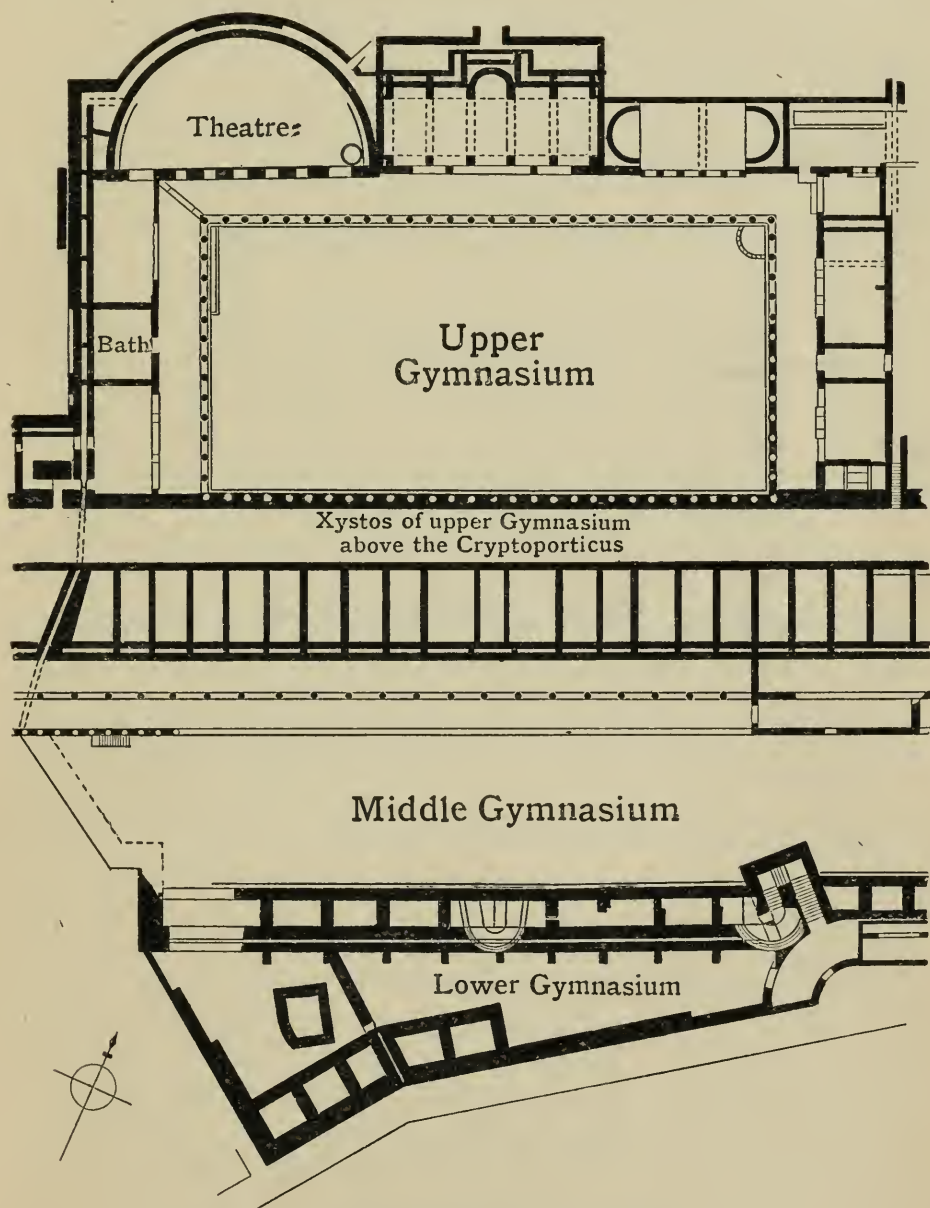 Theatre
Bath
Upper
Gymnasium
Xystos of upper Gymnasium
above the Cryptoporticus
Middle Gymnasium
Lower Gymnasium